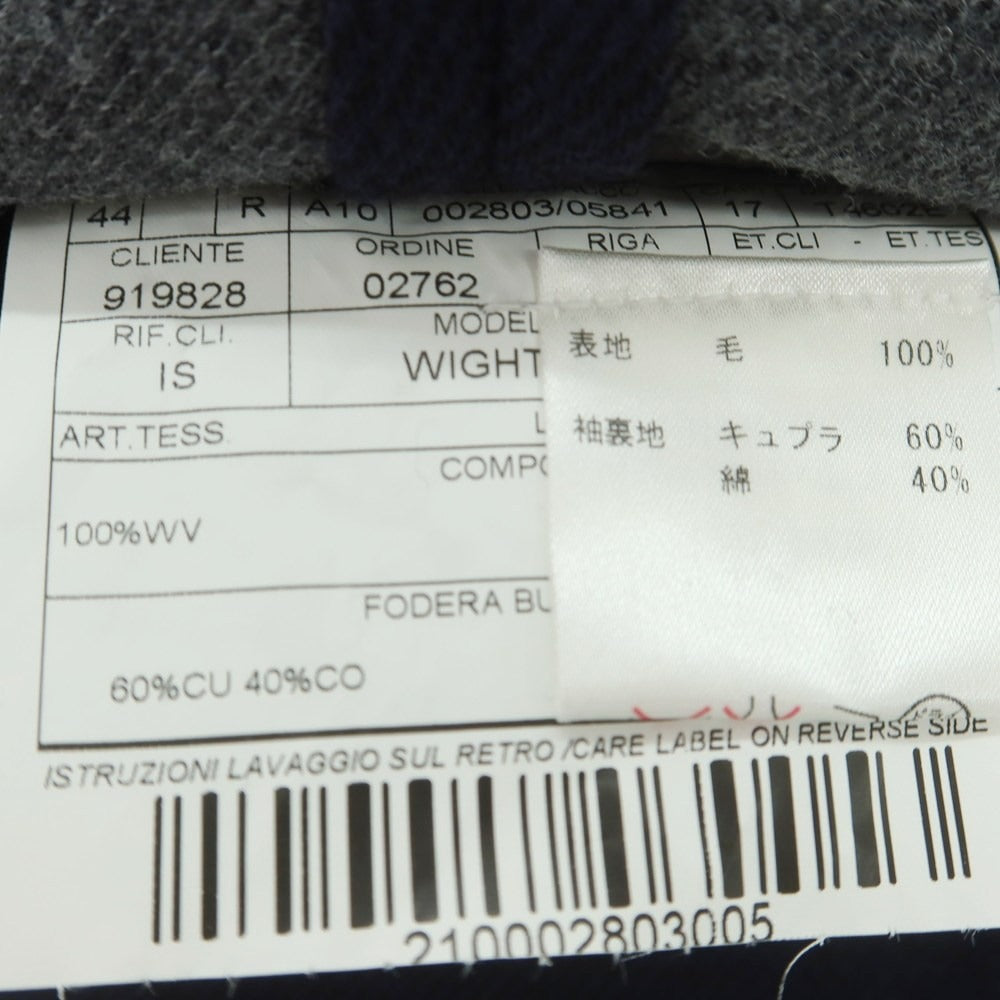 44 R A10 002803/05841 17
CLIENTE ORDINE RIGA ET.CLI - ET.TES
919828 02762
RIF.CLI. MODEL
IS WIGHT
ART.TESS.
COMPO
100%WV
FODERA BU
60%CU 40%CO
表地 毛 100%
袖裏地 キュプラ 60%
綿 40%
ISTRUZIONI LAVAGGIO SUL RETRO /CARE LABEL ON REVERSE SIDE
210002803005